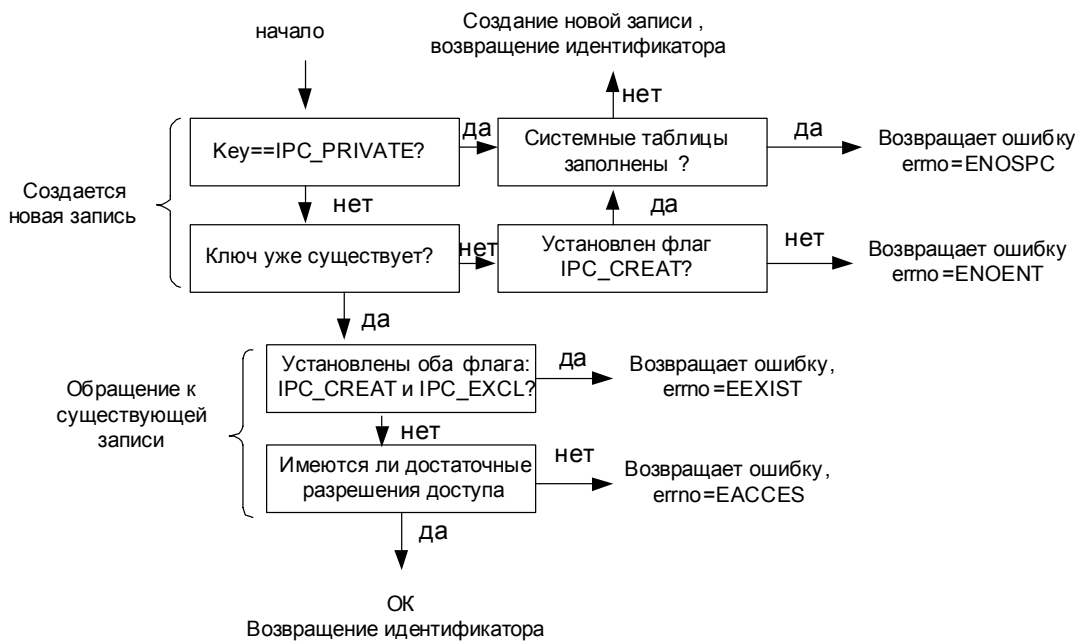 начало
Создание новой записи ,
возвращение идентификатора
нет
Key==IPC_PRIVATE?
да
Системные таблицы
заполнены ?
да
Возвращает ошибку
errno=ENOSPC
Создается
новая запись
нет
да
Ключ уже существует?
нет
Установлен флаг
IPC_CREAT?
нет
Возвращает ошибку
errno=ENOENT
да
Установлены оба флага:
IPC_CREAT и IPC_EXCL?
да
Возвращает ошибку,
errno=EEXIST
Обращение к
существующей
записи
нет
Имеются ли достаточные
разрешения доступа
нет
Возвращает ошибку,
errno=EACCES
да
ОК
Возвращение идентификатора